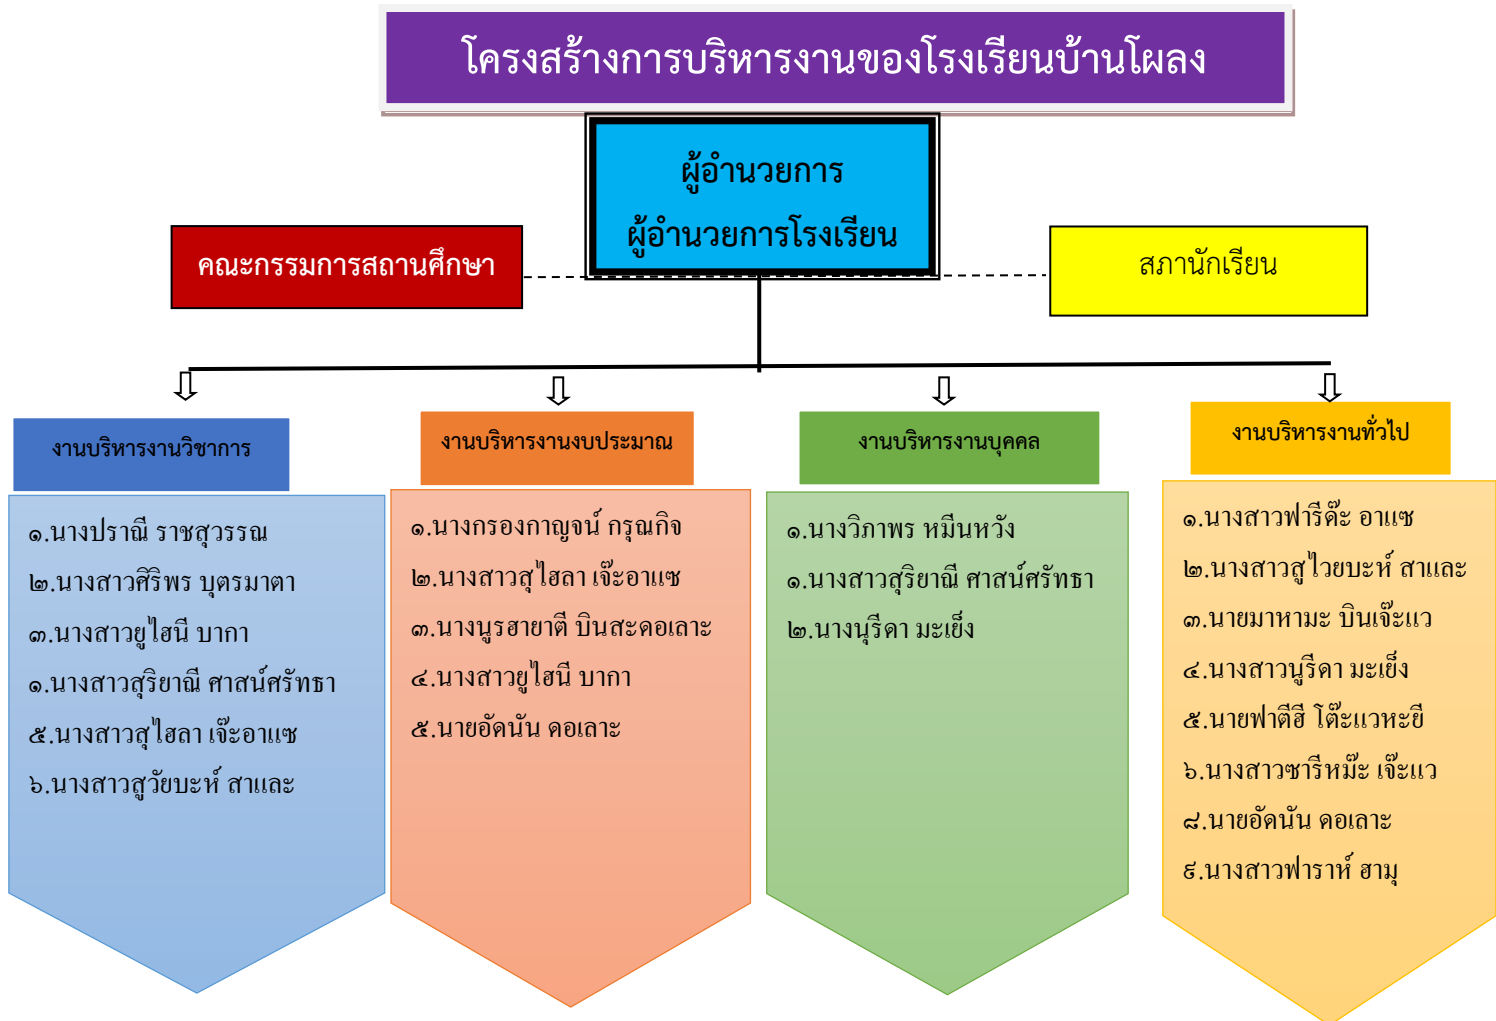 โครงสร้างการบริหารงานของโรงเรียนบ้านโผลง
ผู้อำนวยการ
ผู้อำนวยการโรงเรียน
คณะกรรมการสถานศึกษา
สภานักเรียน
งานบริหารงานวิชาการ
๑.นางปราณี ราชสุวรรณ
๒.นางสาวศิริพร บุตรมาตา
๓.นางสาวยูไฮนี บากา
๑.นางสาวสุริยาณี ศาสน์ศรัทธา
๕.นางสาวสุไฮลา เจ๊ะอาแซ
๖.นางสาวสูวัยบะห์ สาและ
งานบริหารงานงบประมาณ
๑.นางกรองกาญจน์ กรุณกิจ
๒.นางสาวสุไฮลา เจ๊ะอาแซ
๓.นางนูรฮายาตี บินสะดอเลาะ
๔.นางสาวยูไฮนี บากา
๕.นายอัดนัน ดอเลาะ
งานบริหารงานบุคคล
๑.นางวิภาพร หมีนหวัง
๑.นางสาวสุริยาณี ศาสน์ศรัทธา
๒.นางนุรีดา มะเย็ง
งานบริหารงานทั่วไป
๑.นางสาวฟารีด๊ะ อาแซ
๒.นางสาวสูไวยบะห์ สาและ
๓.นายมาหามะ บินเจ๊ะแว
๔.นางสาวนูรีดา มะเย็ง
๕.นายฟาตีฮี โต๊ะแวหะยี
๖.นางสาวซารีหม๊ะ เจ๊ะแว
๘.นายอัดนัน ดอเลาะ
๙.นางสาวฟาราห์ ฮามุ